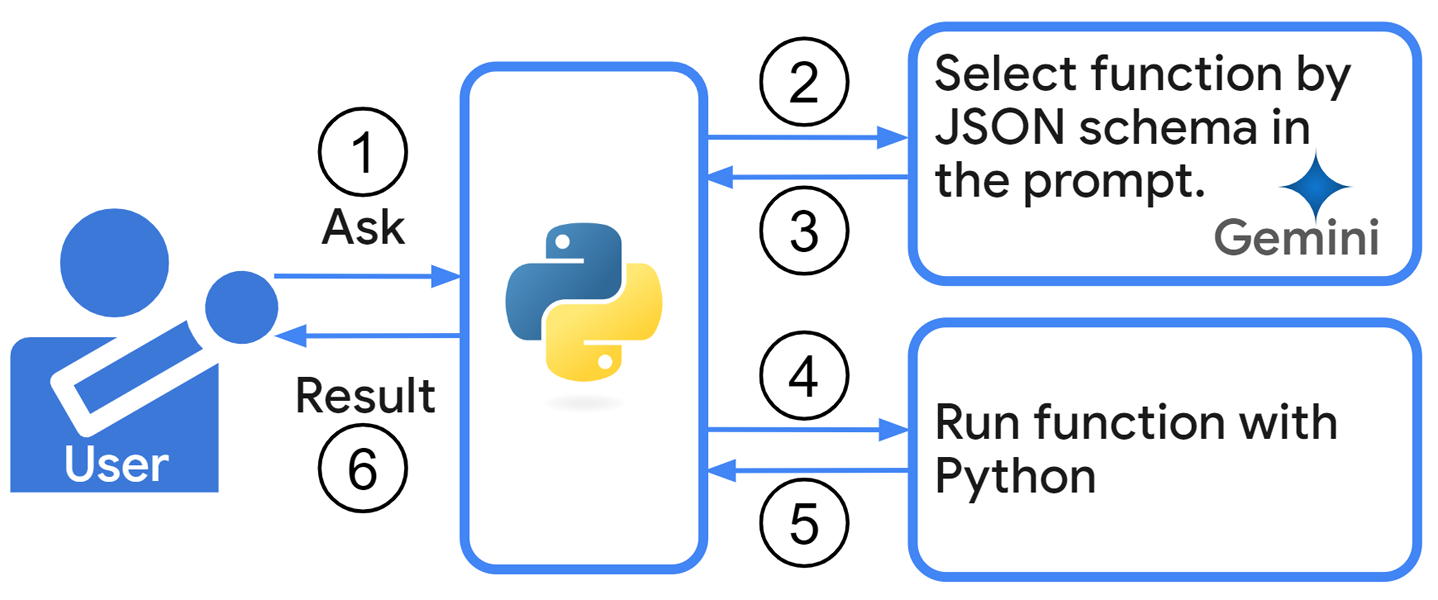 1
Ask
User
Result
6
2
3
4
5
Select function by
JSON schema in
the prompt.
Gemini
Run function with
Python